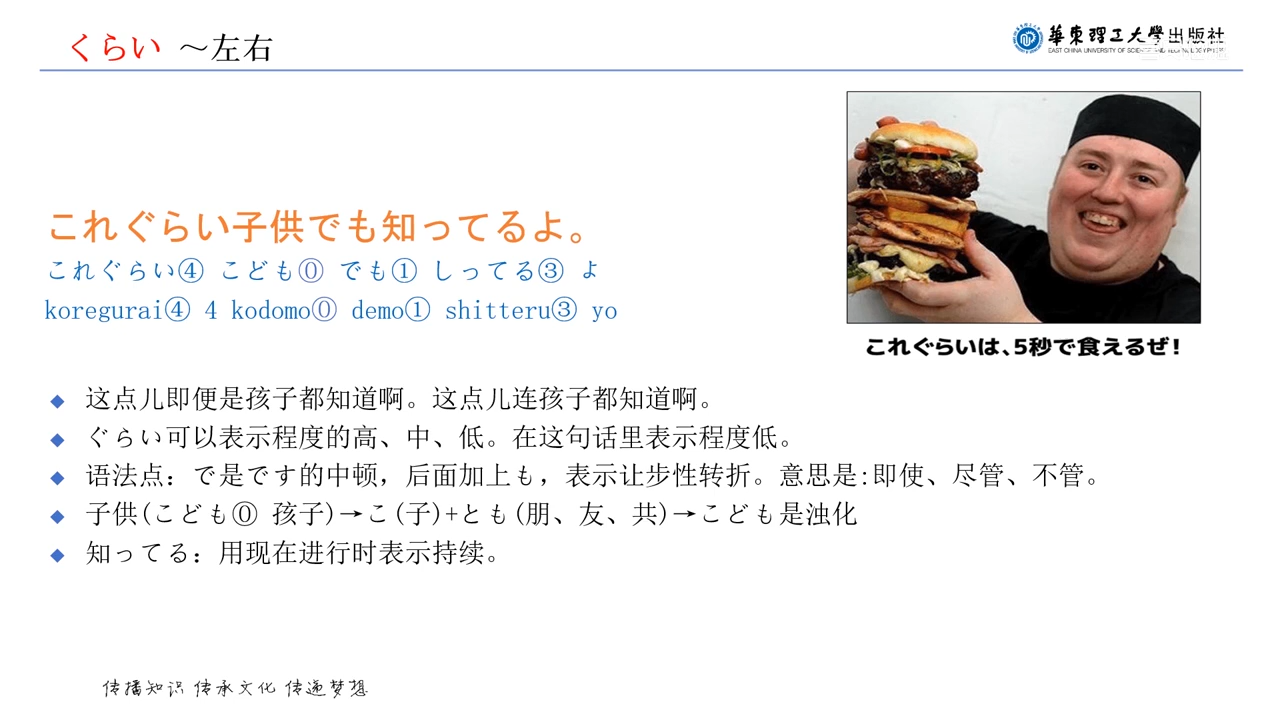 くらい ～左右
華東理工大學出版社
EAST CHINA UNIVERSITY OF SCIENCE AND
これぐらい子供でも知ってるよ。
これぐらい④ こども⓪ でも① しってる③ よ
koregurai④ 4 kodomo⓪ demo① shitteru③ yo
これぐらいは、5秒で食えるぜ！
◆ 这点儿即便是孩子都知道啊。这点儿连孩子都知道啊。
◆ ぐらい可以表示程度的高、中、低。在这句话里表示程度低。
◆ 语法点：で是です的中顿，后面加上も，表示让步性转折。意思是:即使、尽管、不管。
◆ 子供(こども⓪ 孩子)→こ(子)+とも(朋、友、共)→こども是浊化
◆ 知ってる：用现在进行时表示持续。
传播知识 传承文化 传递梦想